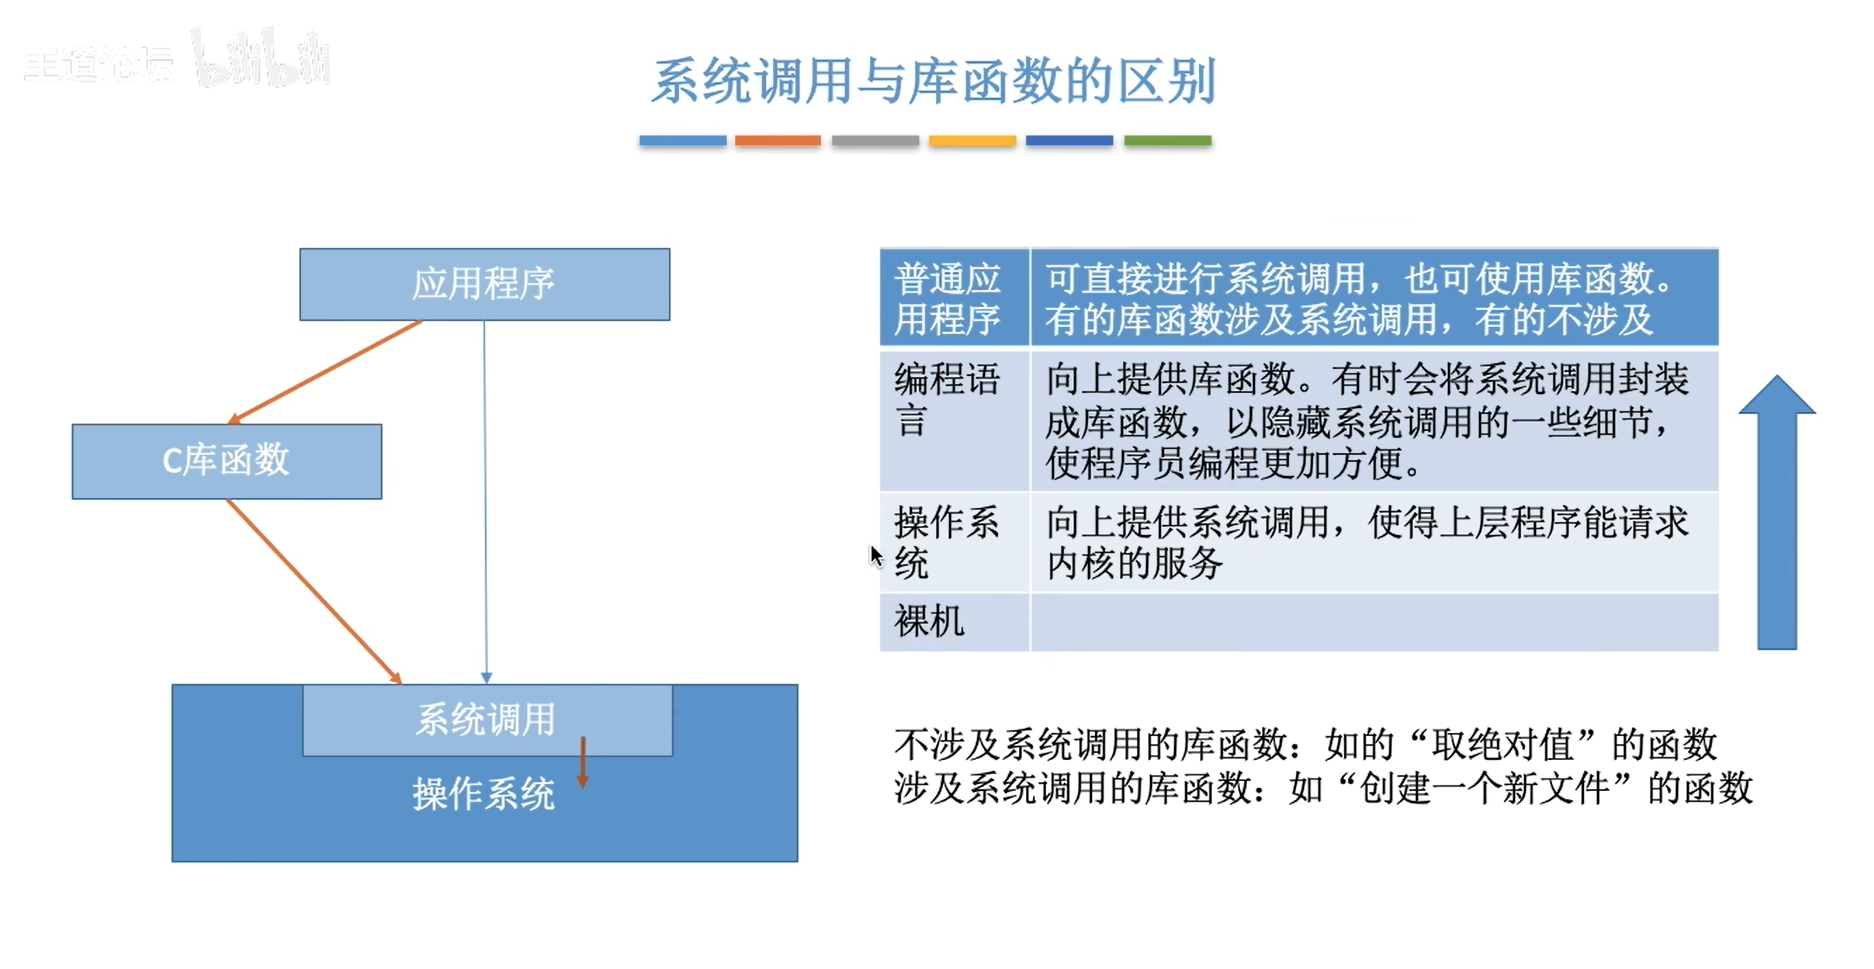 王道论坛 bilibili
系统调用与库函数的区别
应用程序
C库函数
系统调用
操作系统
普通应
用程序
可直接进行系统调用，也可使用库函数。
有的库函数涉及系统调用，有的不涉及
编程语
言
向上提供库函数。有时会将系统调用封装
成库函数，以隐藏系统调用的一些细节，
使程序员编程更加方便。
操作系
统
向上提供系统调用，使得上层程序能请求
内核的服务
裸机
不涉及系统调用的库函数：如的“取绝对值”的函数
涉及系统调用的库函数：如“创建一个新文件”的函数